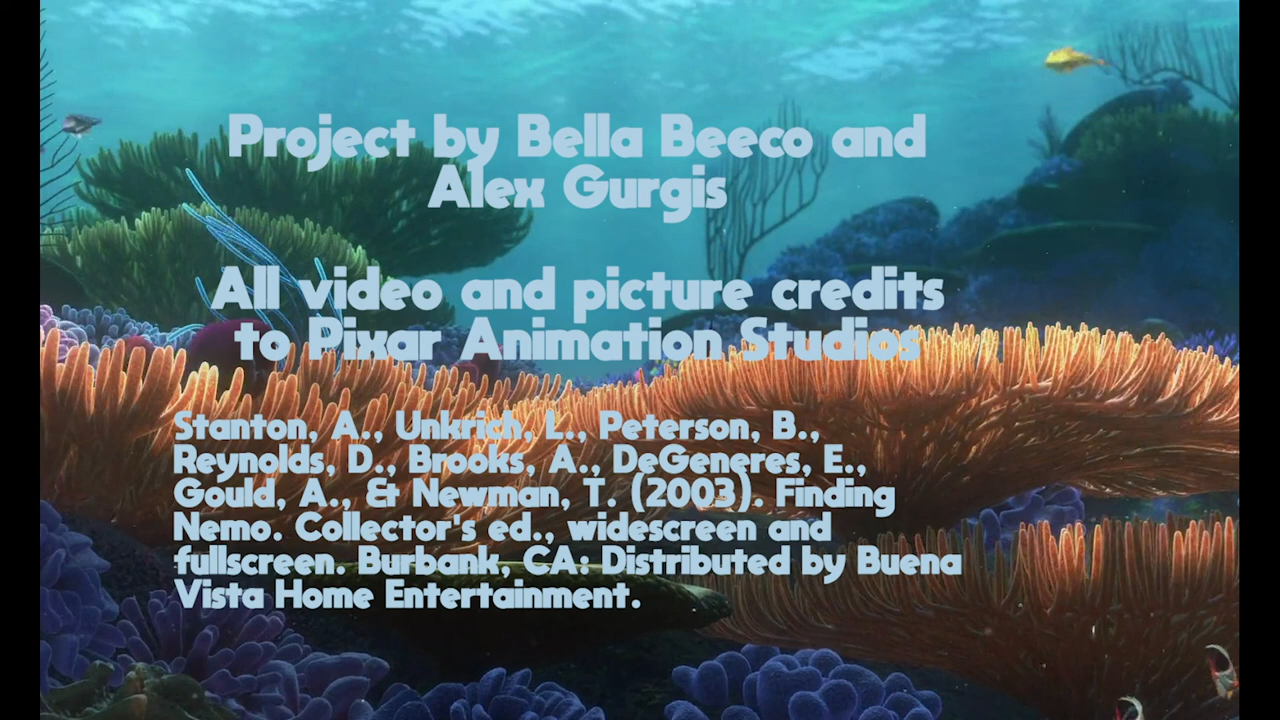 Project by Bella Beeco and
Alex Gurgis
All video and picture credits
to Pixar Animation Studios
Stanton, A., Unkrich, L., Peterson, B.,
Reynolds, D., Brooks, A., DeGeneres, E.,
Gould, A., & Newman, T. (2003). Finding
Nemo. Collector's ed., widescreen and
fullscreen. Burbank, CA: Distributed by Buena
Vista Home Entertainment.